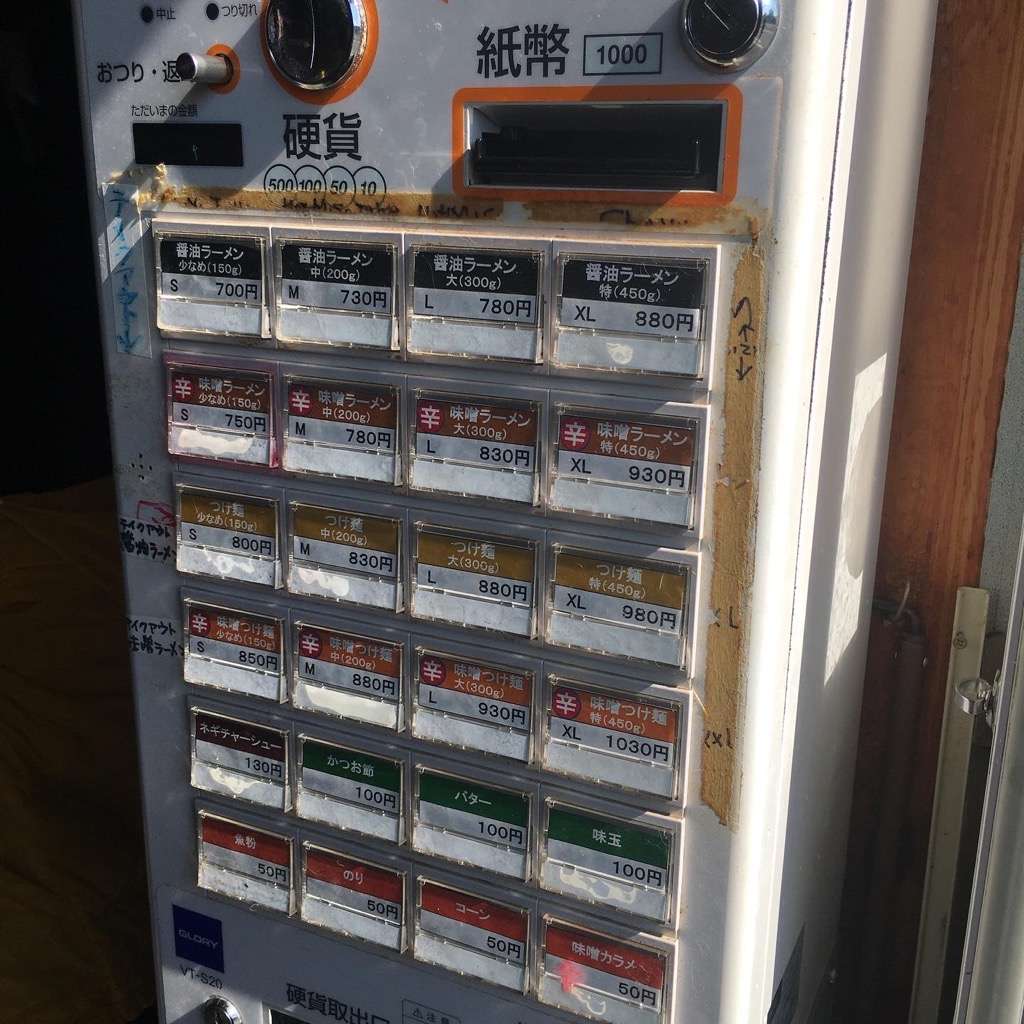 中止
つり切れ
紙幣
1000
ただいまの金額
硬貨
500 100 50 10
醤油ラーメン
少なめ(150g)
S 700円
醤油ラーメン
中(200g)
M 730円
醤油ラーメン
大(300g)
L 780円
醤油ラーメン
特(450g)
XL 880円
辛 味噌ラーメン
少なめ(150g)
S 750円
辛 味噌ラーメン
中(200g)
M 780円
辛 味噌ラーメン
大(300g)
L 830円
辛 味噌ラーメン
特(450g)
XL 930円
つけ麺
少なめ(150g)
S 800円
つけ麺
中(200g)
M 830円
つけ麺
大(300g)
L 880円
つけ麺
特(450g)
XL 980円
テイクアウト
醤油ラーメン
辛 味噌つけ麺
少なめ(150g)
S 850円
辛 味噌つけ麺
中(200g)
M 880円
辛 味噌つけ麺
大(300g)
L 930円
辛 味噌つけ麺
特(450g)
XL 1030円
ネギチャーシュー
130円
かつお節
100円
バター
100円
味玉
100円
魚粉
50円
のり
50円
コーン
50円
味噌カラメ
50円
GLORY
VT-S20
硬貨取出口
注意